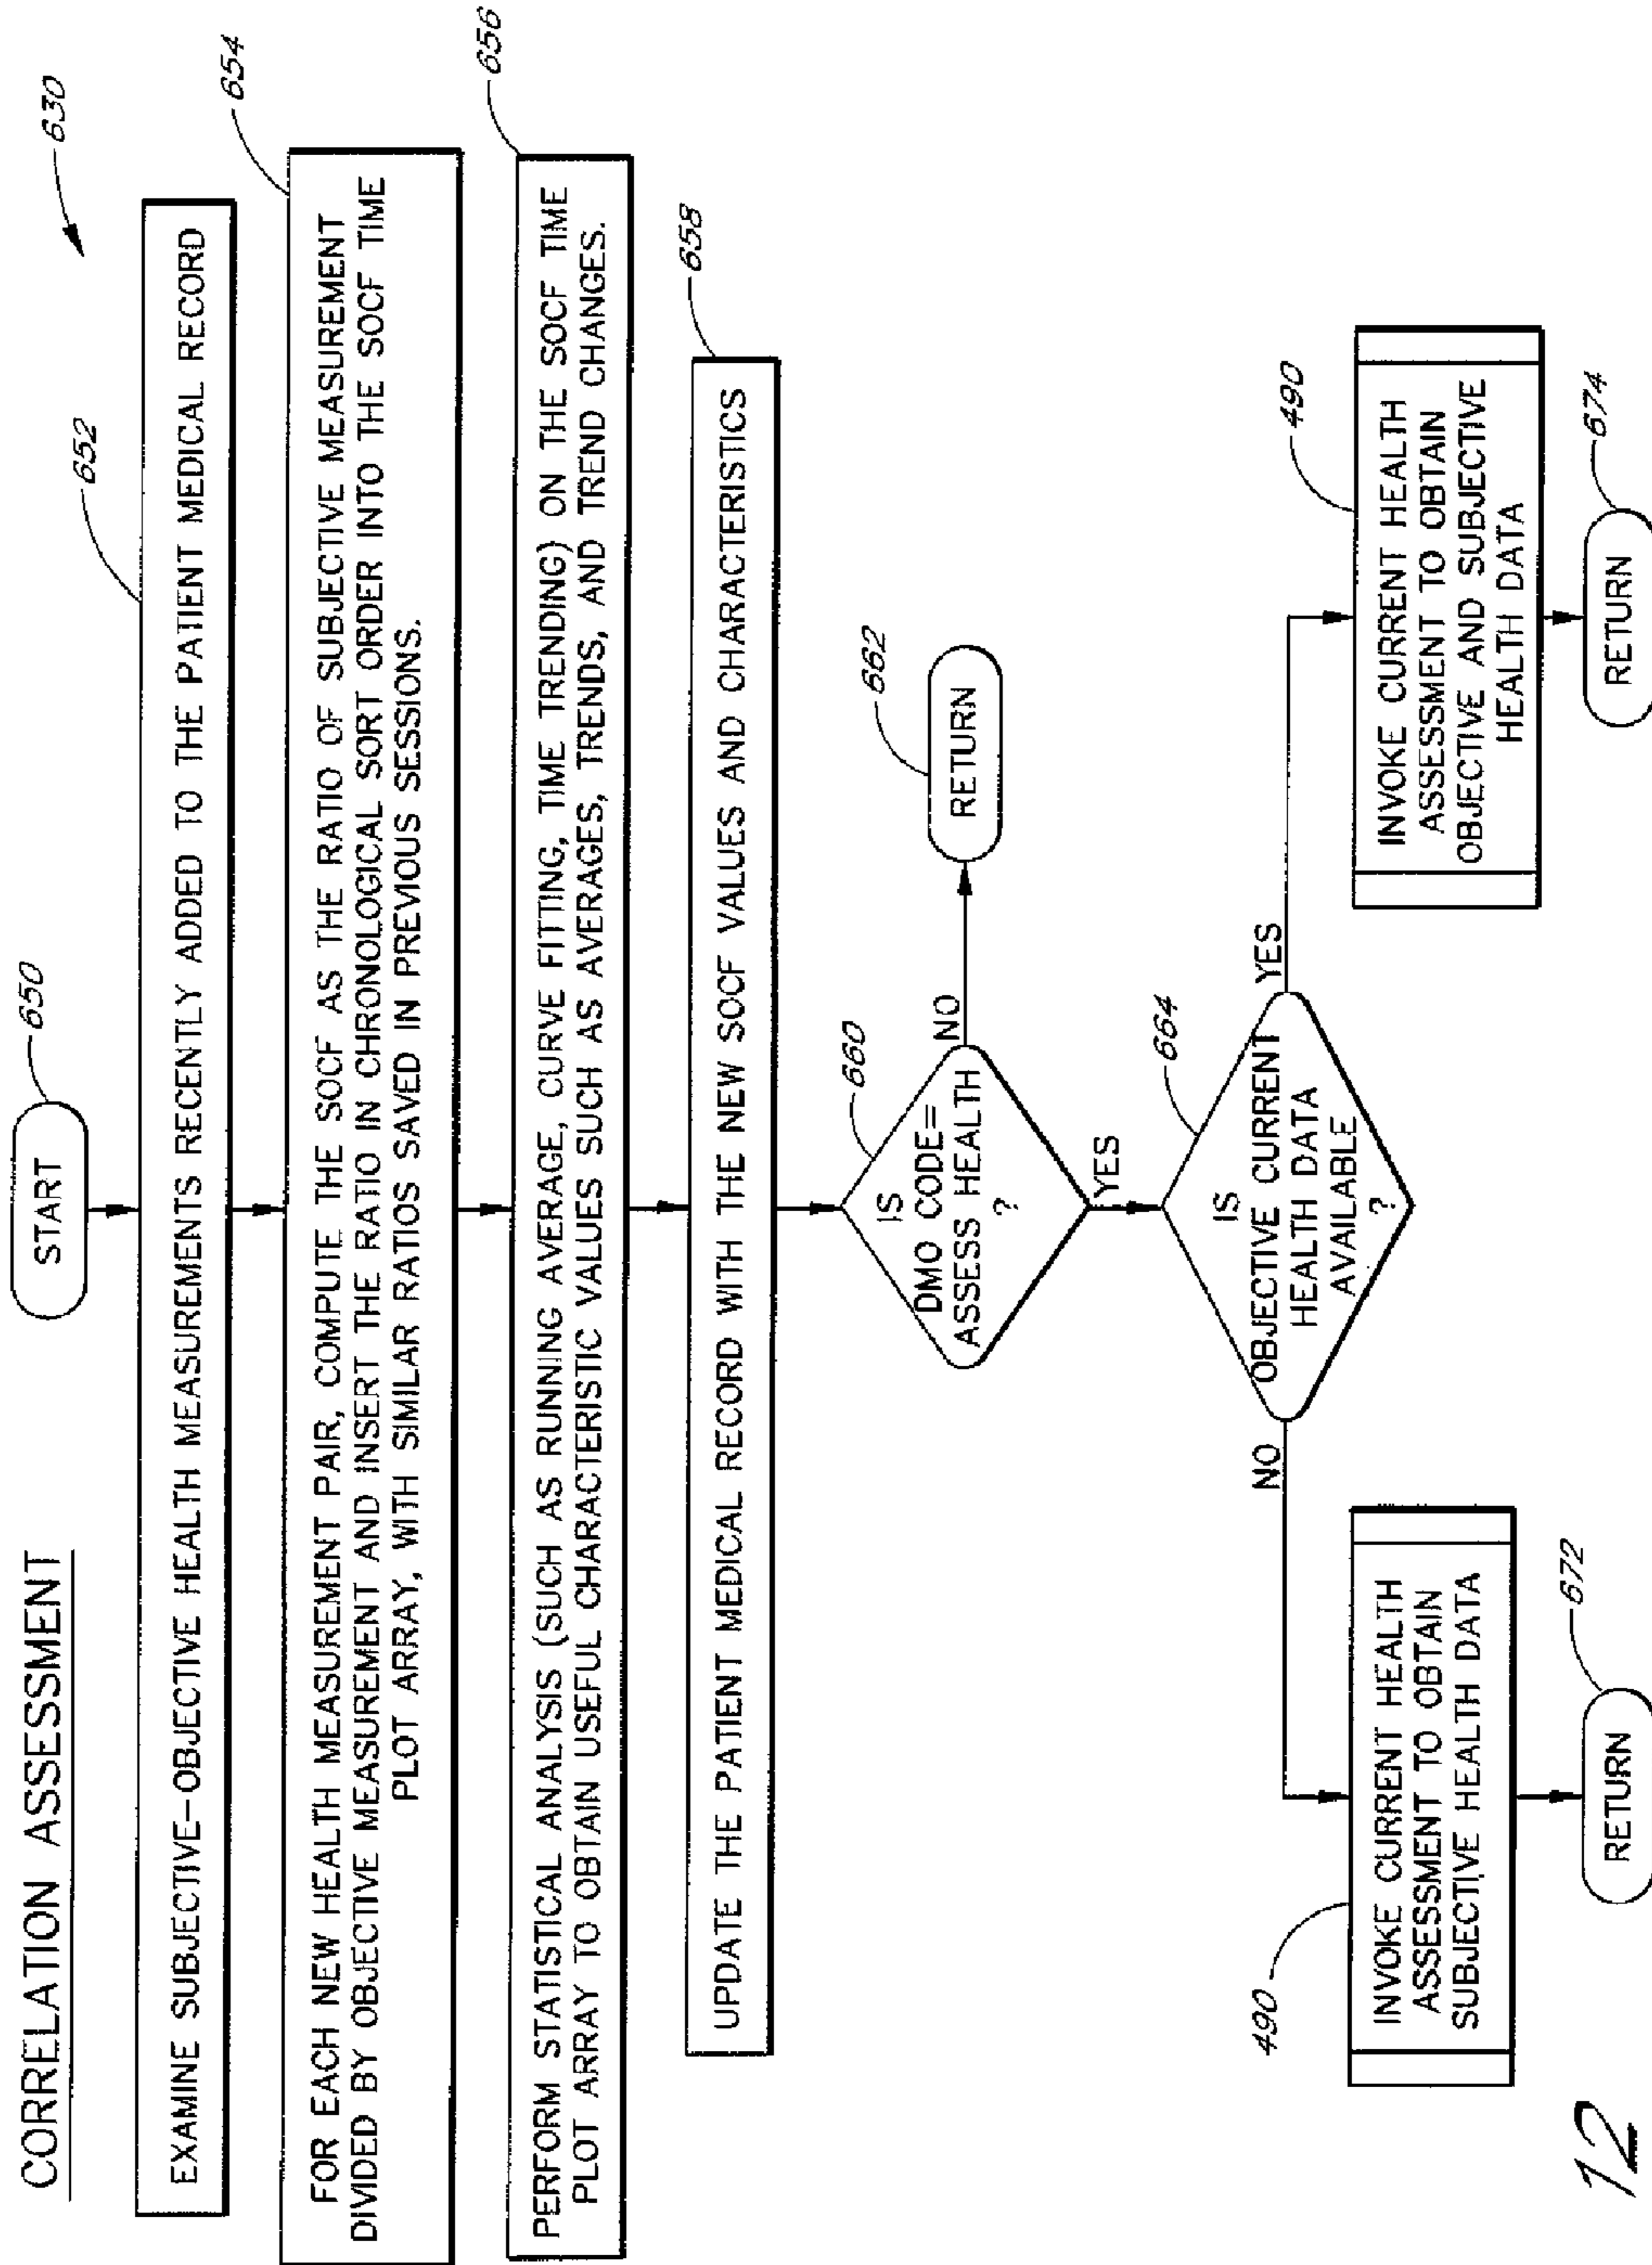 CORRELATION ASSESSMENT
650
START
630
652
EXAMINE SUBJECTIVE-OBJECTIVE HEALTH MEASUREMENTS RECENTLY ADDED TO THE PATIENT MEDICAL RECORD
654
FOR EACH NEW HEALTH MEASUREMENT PAIR, COMPUTE THE SOCF AS THE RATIO OF SUBJECTIVE MEASUREMENT
DIVIDED BY OBJECTIVE MEASUREMENT AND INSERT THE RATIO IN CHRONOLOGICAL SORT ORDER INTO THE SOCF TIME
PLOT ARRAY, WITH SIMILAR RATIOS SAVED IN PREVIOUS SESSIONS.
656
PERFORM STATISTICAL ANALYSIS (SUCH AS RUNNING AVERAGE, CURVE FITTING, TIME TRENDING) ON THE SOCF TIME
PLOT ARRAY TO OBTAIN USEFUL CHARACTERISTIC VALUES SUCH AS AVERAGES, TRENDS, AND TREND CHANGES.
658
UPDATE THE PATIENT MEDICAL RECORD WITH THE NEW SOCF VALUES AND CHARACTERISTICS
660
IS
DMO CODE=
ASSESS HEALTH
?
NO
662
RETURN
YES
664
IS
OBJECTIVE CURRENT
HEALTH DATA
AVAILABLE
?
NO
YES
490
INVOKE CURRENT HEALTH
ASSESSMENT TO OBTAIN
SUBJECTIVE HEALTH DATA
672
RETURN
490
INVOKE CURRENT HEALTH
ASSESSMENT TO OBTAIN
OBJECTIVE AND SUBJECTIVE
HEALTH DATA
674
RETURN
12